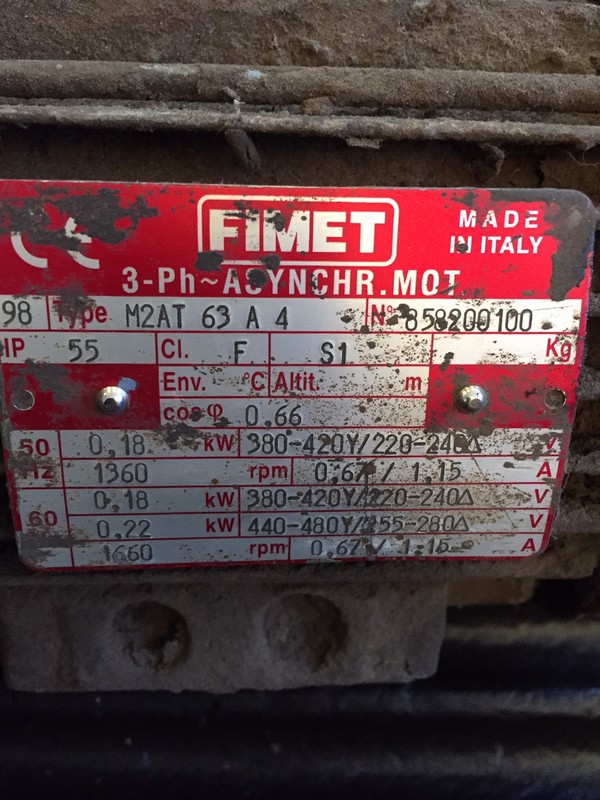 CE
FIMET
MADE
IN ITALY
3-Ph~ASYNCHR.MOT
98 Type M2AT 63 A 4 N° 858200100
IP 55 Cl. F S1 Kg
Env. °C Altit. m
cosφ 0,66
50 Hz 0,18 kW 380-420Y/220-240Δ V
1360 rpm 0,67 / 1,15 A
60 0,18 kW 380-420Y/220-240Δ V
0,22 kW 440-480Y/255-280Δ V
1660 rpm 0,67 / 1,15 A